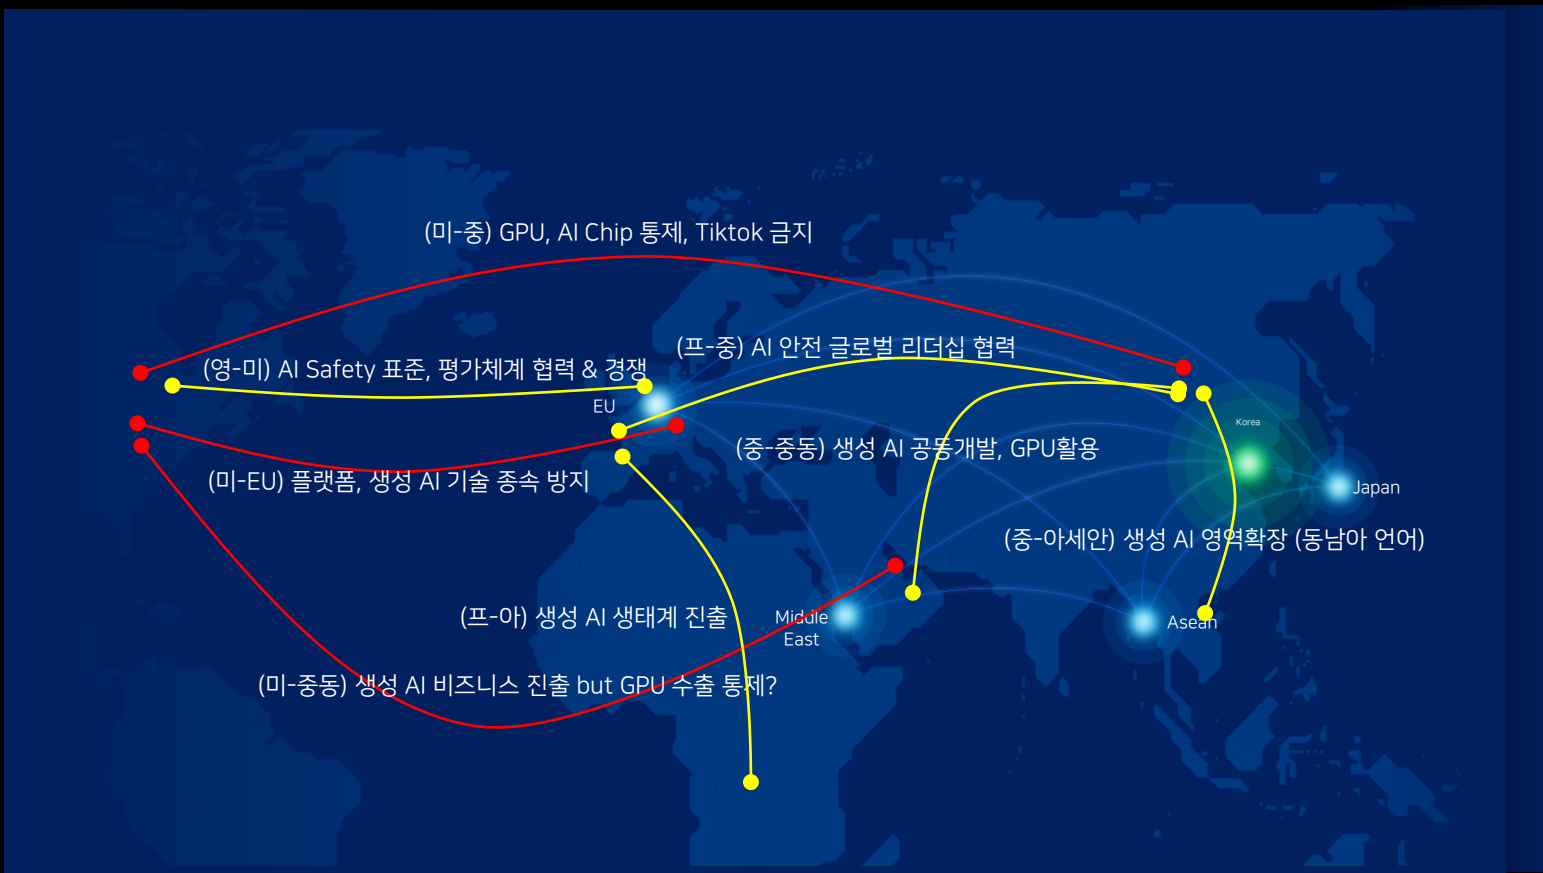 (미-중) GPU, AI Chip 통제, Tiktok 금지
(프-중) AI 안전 글로벌 리더십 협력
(영-미) AI Safety 표준, 평가체계 협력 & 경쟁
EU
Korea
(중-중동) 생성 AI 공동개발, GPU활용
(미-EU) 플랫폼, 생성 AI 기술 종속 방지
Japan
(중-아세안) 생성 AI 영역확장 (동남아 언어)
(프-아) 생성 AI 생태계 진출
Middle
East
Asean
(미-중동) 생성 AI 비즈니스 진출 but GPU 수출 통제?